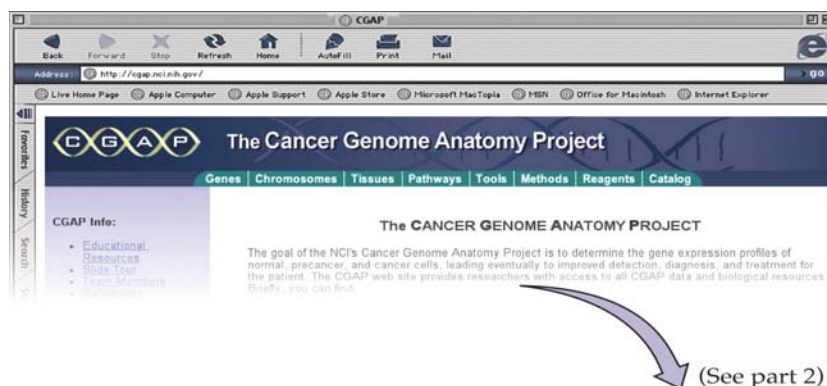 CGAP
Back Forward Stop Refresh Home AutoFill Print Mail
Address: http://cgap.nci.nih.gov/ go
Live Home Page Apple Computer Apple Support Apple Store Microsoft MacTopia MSN Office for Macintosh Internet Explorer
Favorites
History
Search
CGAP The Cancer Genome Anatomy Project
Genes Chromosomes Tissues Pathways Tools Methods Reagents Catalog
CGAP Info:
Educational
Resources
Slide Tour
Team Members
The CANCER GENOME ANATOMY PROJECT
The goal of the NCI's Cancer Genome Anatomy Project is to determine the gene expression profiles of
normal, precancer, and cancer cells, leading eventually to improved detection, diagnosis, and treatment for
the patient. The CGAP web site provides researchers with access to all CGAP data and biological resources.
Briefly, you can find:
(See part 2)